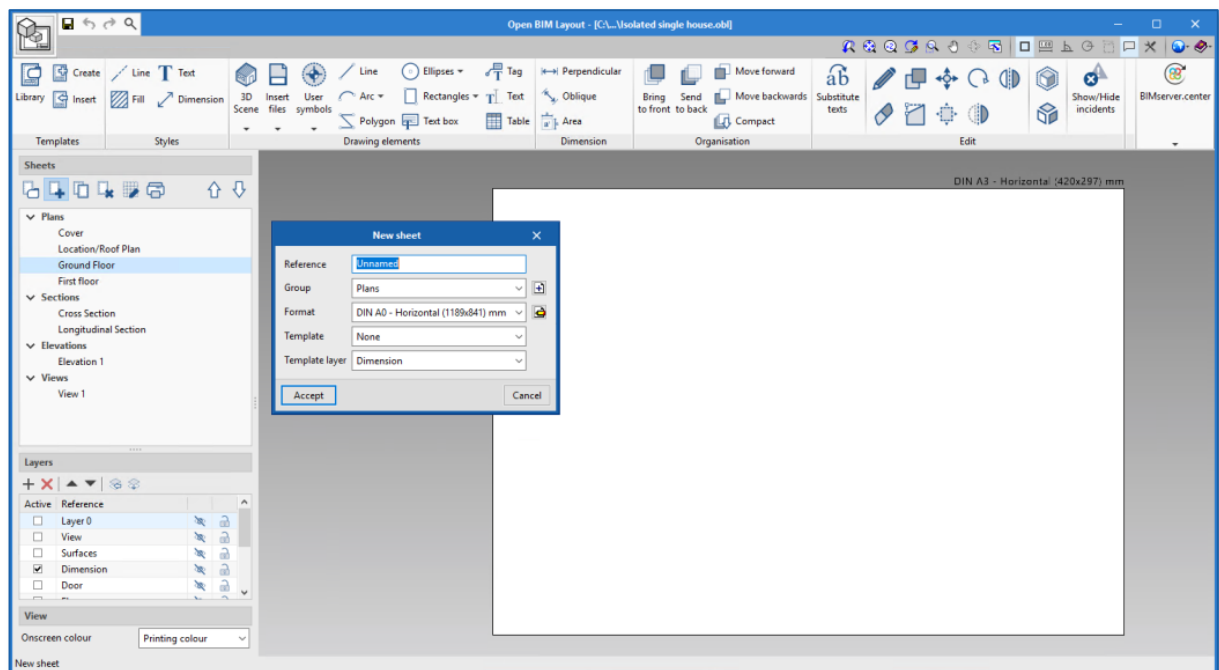 Open BIM Layout - [C:\...\Isolated single house.obl]
Library
Create
Insert
Templates
Line
Text
Fill
Dimension
Styles
3D Scene
Insert files
User symbols
Line
Ellipses
Tag
Arc
Rectangles
Text
Polygon
Text box
Table
Drawing elements
Perpendicular
Oblique
Area
Dimension
Bring to front
Send to back
Move forward
Move backwards
Compact
Organisation
ab
Substitute texts
Edit
Show/Hide incidents
BIMserver.center
Sheets
Plans
Cover
Location/Roof Plan
Ground Floor
First floor
Sections
Cross Section
Longitudinal Section
Elevations
Elevation 1
Views
View 1
Layers
Active Reference
Layer 0
View
Surfaces
Dimension
Door
View
Onscreen colour Printing colour
New sheet
DIN A3 - Horizontal (420x297) mm
New sheet
Reference Unnamed
Group Plans
Format DIN A0 - Horizontal (1189x841) mm
Template None
Template layer Dimension
Accept Cancel